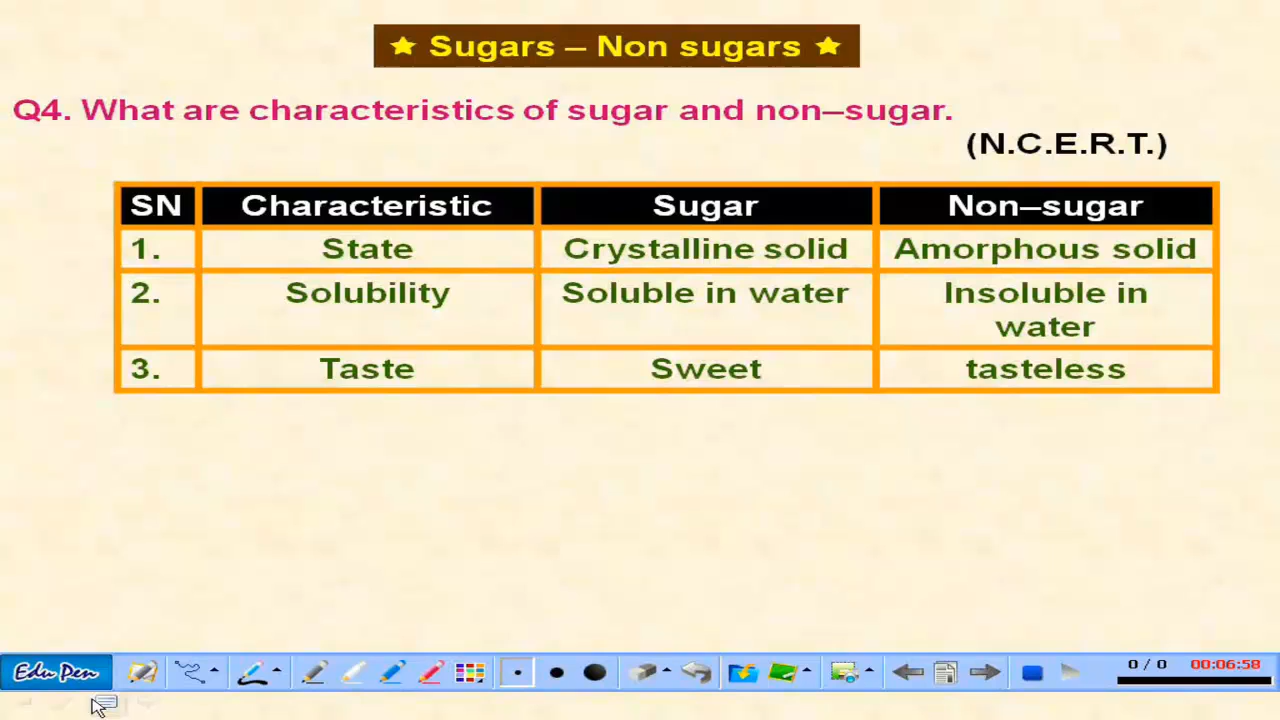 ★ Sugars – Non sugars ★
Q4. What are characteristics of sugar and non–sugar.
(N.C.E.R.T.)
SN Characteristic Sugar Non–sugar
1. State Crystalline solid Amorphous solid
2. Solubility Soluble in water Insoluble in
water
3. Taste Sweet tasteless
Edu Pen 0 / 0 00:06:58